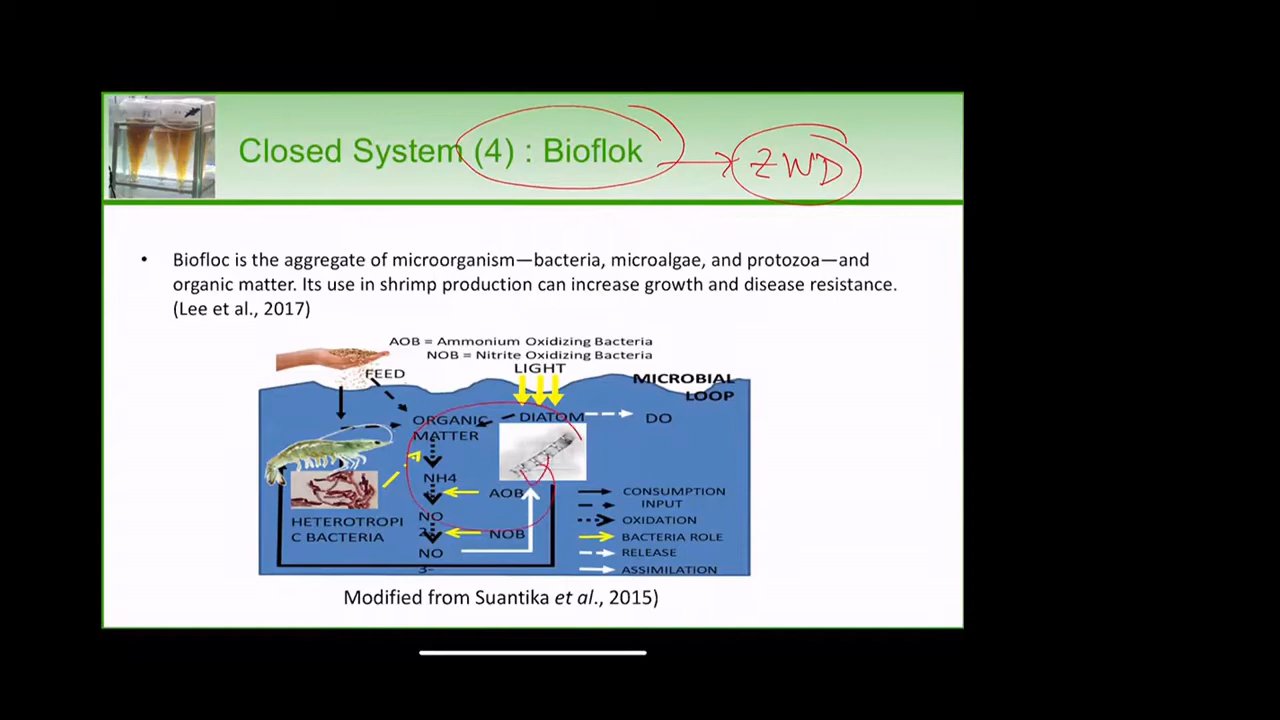 Closed System (4) : Bioflok
ZWD
• Biofloc is the aggregate of microorganism—bacteria, microalgae, and protozoa—and
organic matter. Its use in shrimp production can increase growth and disease resistance.
(Lee et al., 2017)
AOB = Ammonium Oxidizing Bacteria
NOB = Nitrite Oxidizing Bacteria
LIGHT
FEED
MICROBIAL
LOOP
ORGANIC
MATTER
DIATOM
DO
NH4
AOB
HETEROTROPI
C BACTERIA
NO
2-
NOB
NO
3-
CONSUMPTION
INPUT
OXIDATION
BACTERIA ROLE
RELEASE
ASSIMILATION
Modified from Suantika et al., 2015)